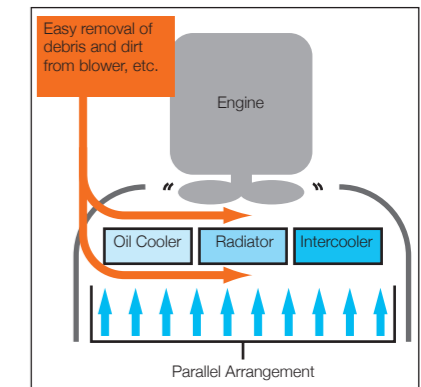 Easy removal of
debris and dirt
from blower, etc.
Engine
Oil Cooler
Radiator
Intercooler
Parallel Arrangement